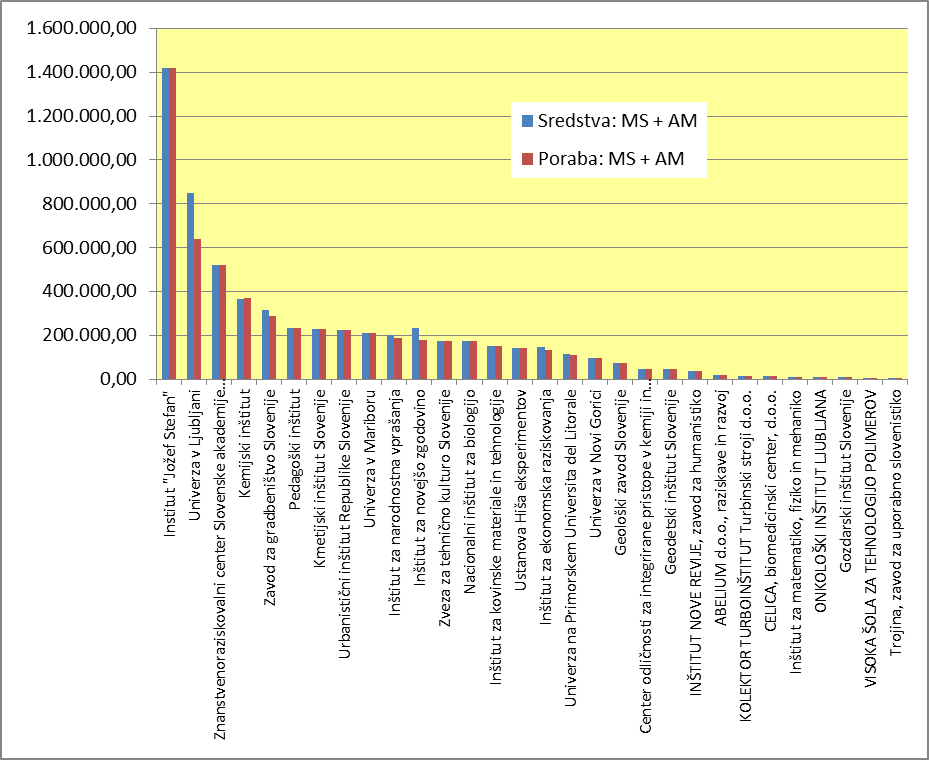 1.600.000,00
1.400.000,00
1.200.000,00
1.000.000,00
800.000,00
600.000,00
400.000,00
200.000,00
0,00
Sredstva: MS + AM
Poraba: MS + AM
Institut "Jožef Stefan"
Univerza v Ljubljani
Znanstvenoraziskovalni center Slovenske akademije...
Kemijski inštitut
Zavod za gradbeništvo Slovenije
Pedagoški inštitut
Kmetijski inštitut Slovenije
Urbanistični inštitut Republike Slovenije
Univerza v Mariboru
Inštitut za narodnostna vprašanja
Inštitut za novejšo zgodovino
Zveza za tehnično kulturo Slovenije
Nacionalni inštitut za biologijo
Inštitut za kovinske materiale in tehnologije
Ustanova Hiša eksperimentov
Inštitut za ekonomska raziskovanja
Univerza na Primorskem Universita del Litorale
Univerza v Novi Gorici
Geološki zavod Slovenije
Center odličnosti za integrirane pristope v kemiji in...
Geodetski inštitut Slovenije
INŠTITUT NOVE REVIJE, zavod za humanistiko
ABELIUM d.o.o., raziskave in razvoj
KOLEKTOR TURBOINŠTITUT Turbinski stroji d.o.o.
CELICA, biomedicinski center, d.o.o.
Inštitut za matematiko, fiziko in mehaniko
ONKOLOŠKI INŠTITUT LJUBLJANA
Gozdarski inštitut Slovenije
VISOKA ŠOLA ZA TEHNOLOGIJO POLIMEROV
Trojina, zavod za uporabno slovenistiko